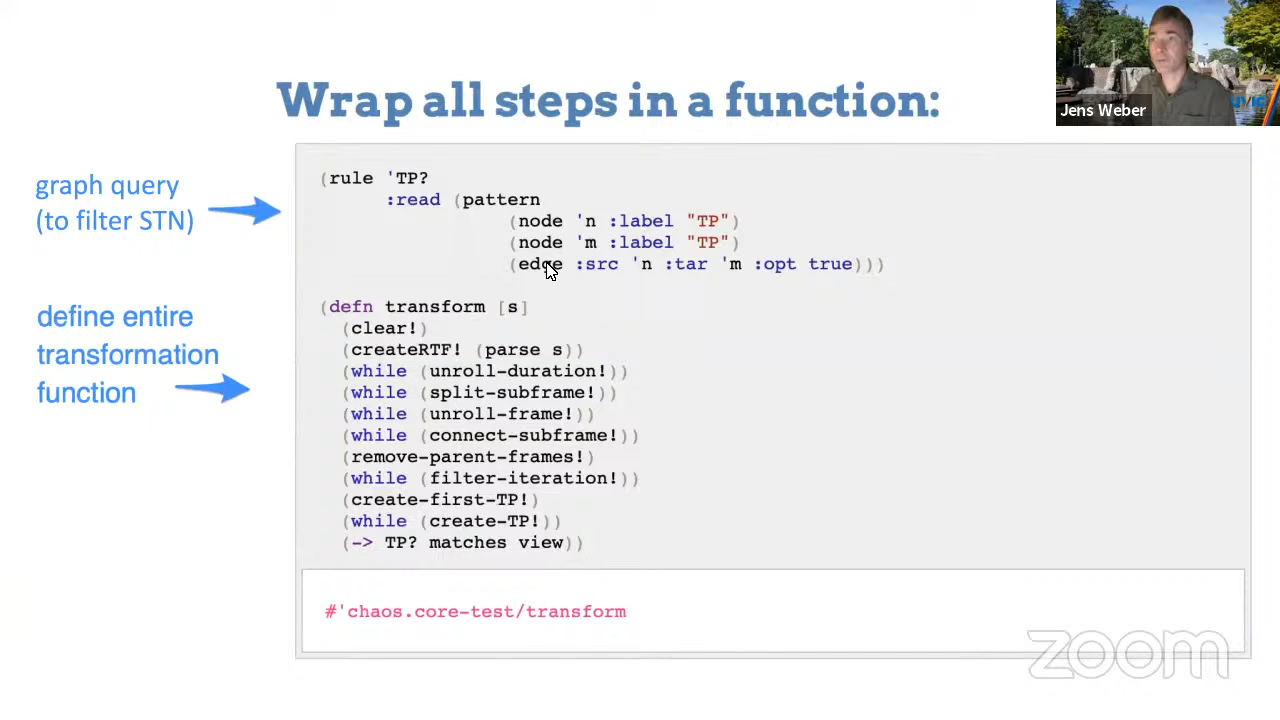 Wrap all steps in a function:
Jens Weber
UVIC
graph query
(to filter STN)
(rule 'TP?
:read (pattern
(node 'n :label "TP")
(node 'm :label "TP")
(edge :src 'n :tar 'm :opt true)))
define entire
transformation
function
(defn transform [s]
(clear!)
(createRTF! (parse s))
(while (unroll-duration!))
(while (split-subframe!))
(while (unroll-frame!))
(while (connect-subframe!))
(remove-parent-frames!)
(while (filter-iteration!))
(create-first-TP!)
(while (create-TP!))
(-> TP? matches view))
#'chaos.core-test/transform
zoom